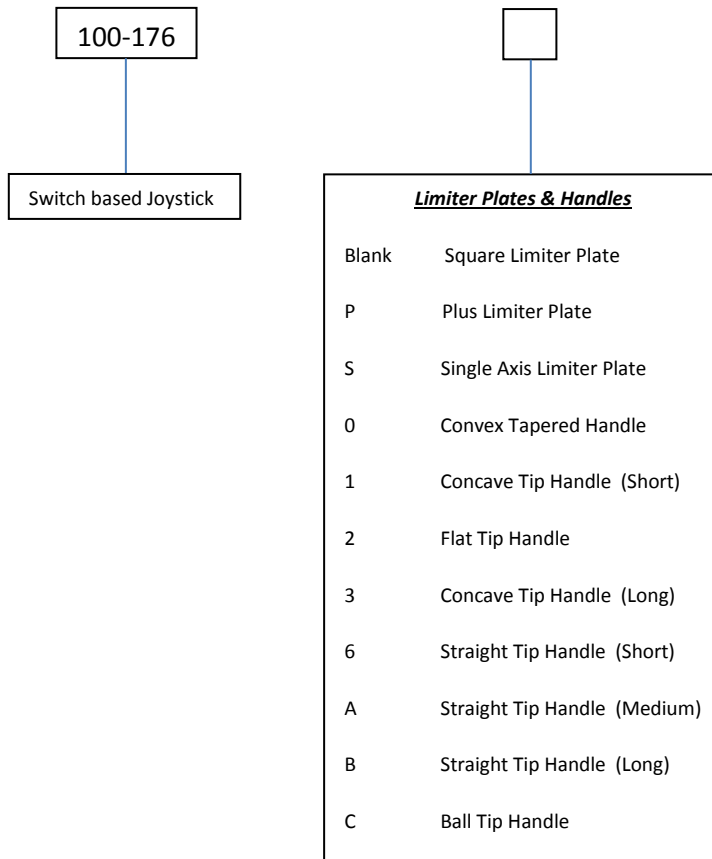 100-176
Switch based Joystick
Limiter Plates & Handles
Blank Square Limiter Plate
P Plus Limiter Plate
S Single Axis Limiter Plate
0 Convex Tapered Handle
1 Concave Tip Handle (Short)
2 Flat Tip Handle
3 Concave Tip Handle (Long)
6 Straight Tip Handle (Short)
A Straight Tip Handle (Medium)
B Straight Tip Handle (Long)
C Ball Tip Handle